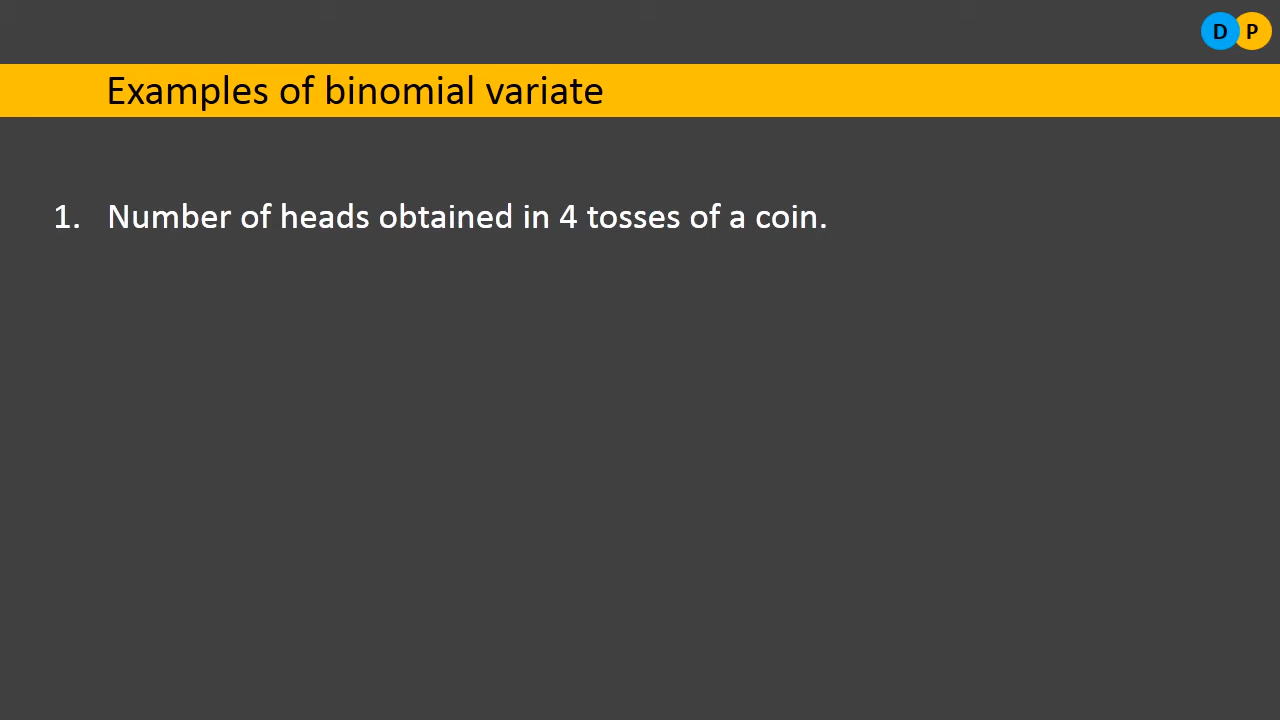 D P
Examples of binomial variate
1. Number of heads obtained in 4 tosses of a coin.